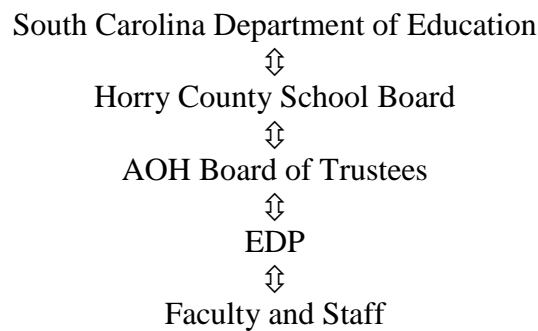 South Carolina Department of Education
⇕
Horry County School Board
⇕
AOH Board of Trustees
⇕
EDP
⇕
Faculty and Staff